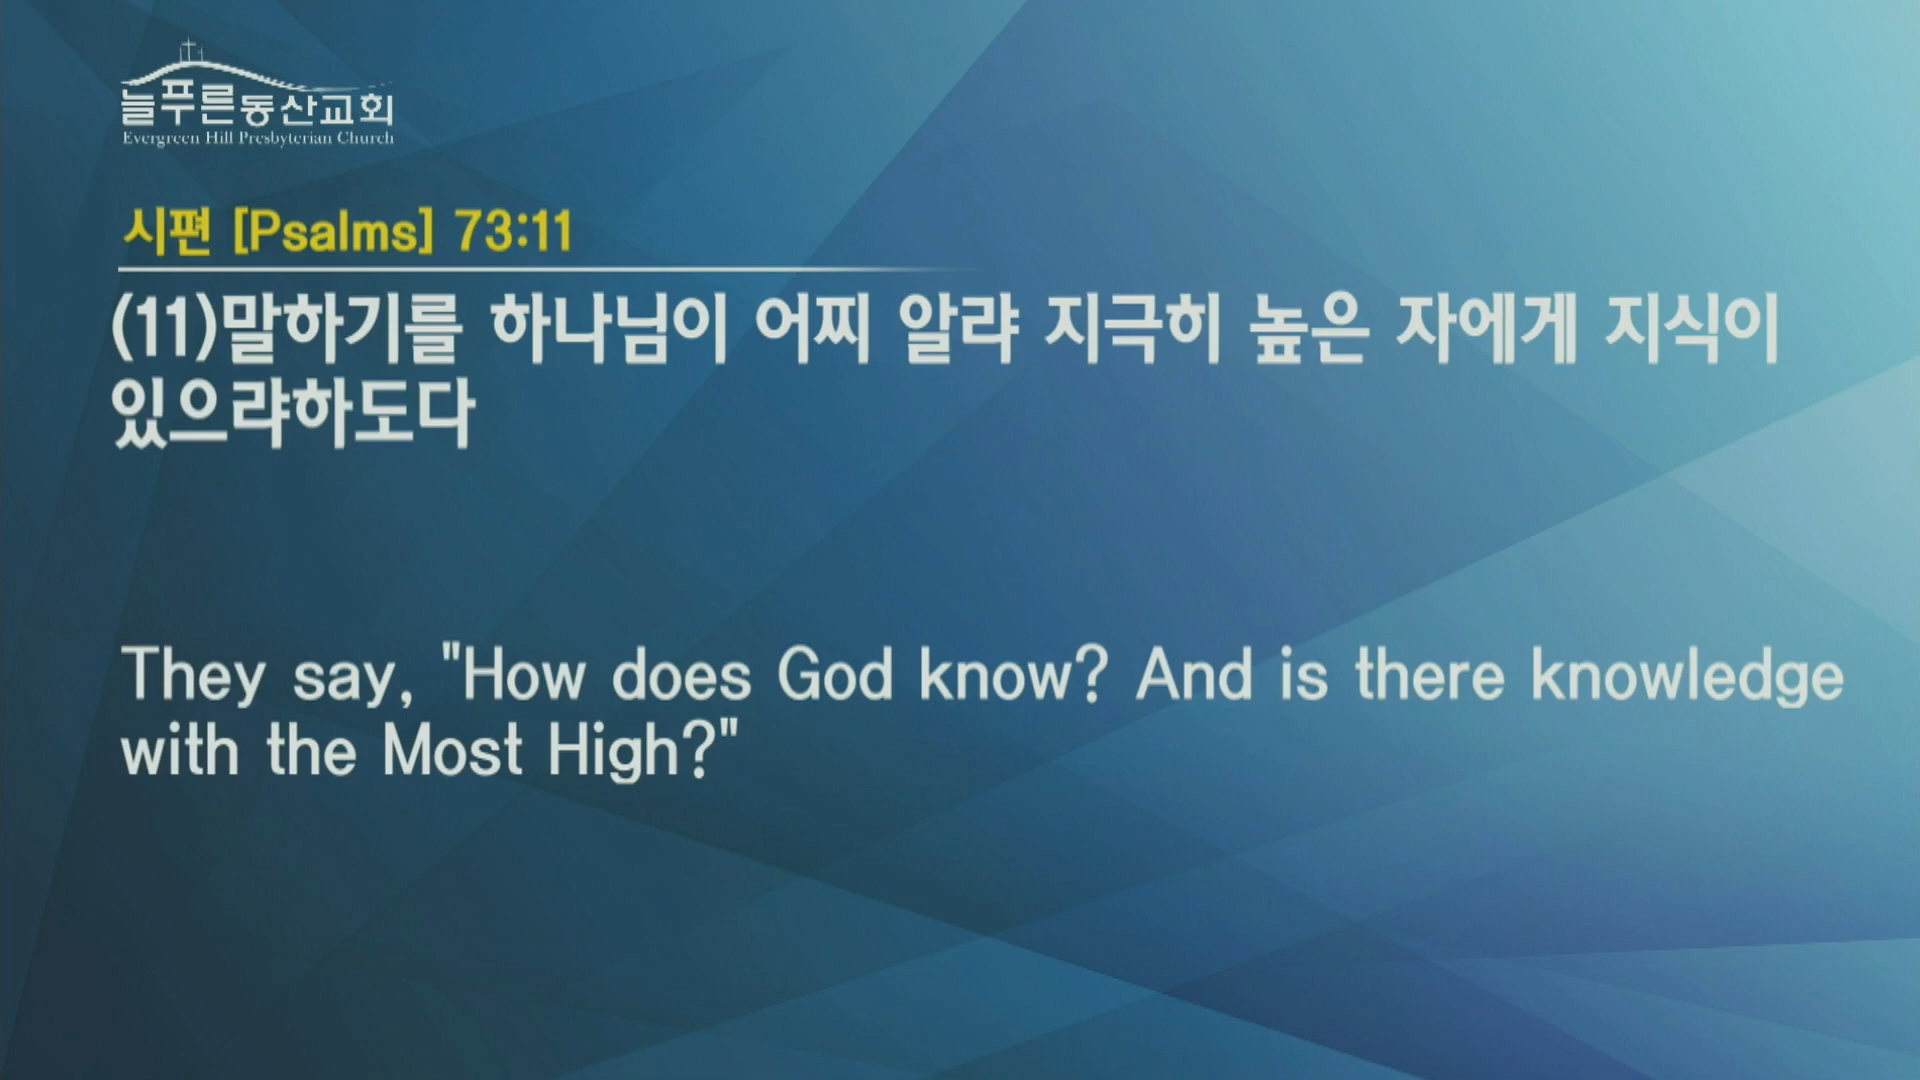 늘푸른동산교회
Evergreen Hill Presbyterian Church
시편 [Psalms] 73:11
(11)말하기를 하나님이 어찌 알랴 지극히 높은 자에게 지식이
있으랴하도다
They say, "How does God know? And is there knowledge
with the Most High?"